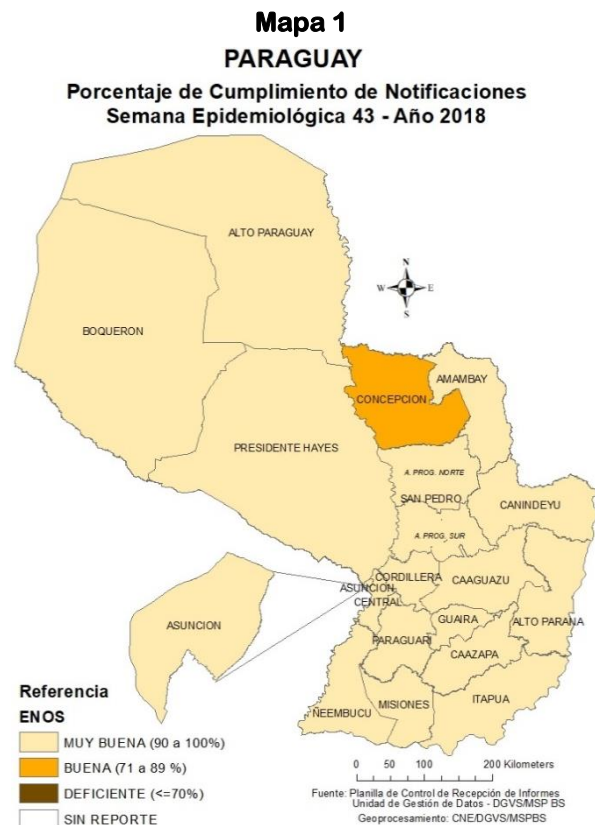 Mapa 1
PARAGUAY
Porcentaje de Cumplimiento de Notificaciones
Semana Epidemiológica 43 - Año 2018
ALTO PARAGUAY
N
W E
S
BOQUERON
AMAMBAY
CONCEPCION
PRESIDENTE HAYES
A. PROG. NORTE
SAN PEDRO
CANINDEYU
A. PROG. SUR
CORDILLERA
CAAGUAZU
ASUNCION
CENTRAL
ASUNCION
GUAIRA
ALTO PARANA
PARAGUARI
CAAZAPA
ITAPUA
MISIONES
ÑEEMBUCU
Referencia
ENOS
MUY BUENA (90 a 100%)
BUENA (71 a 89 %)
DEFICIENTE (<=70%)
SIN REPORTE
0 50 100 200 Kilometers
Fuente: Planilla de Control de Recepción de Informes
Unidad de Gestión de Datos - DGVS/MSP BS
Geoprocesamiento: CNE/DGVS/MSPBS